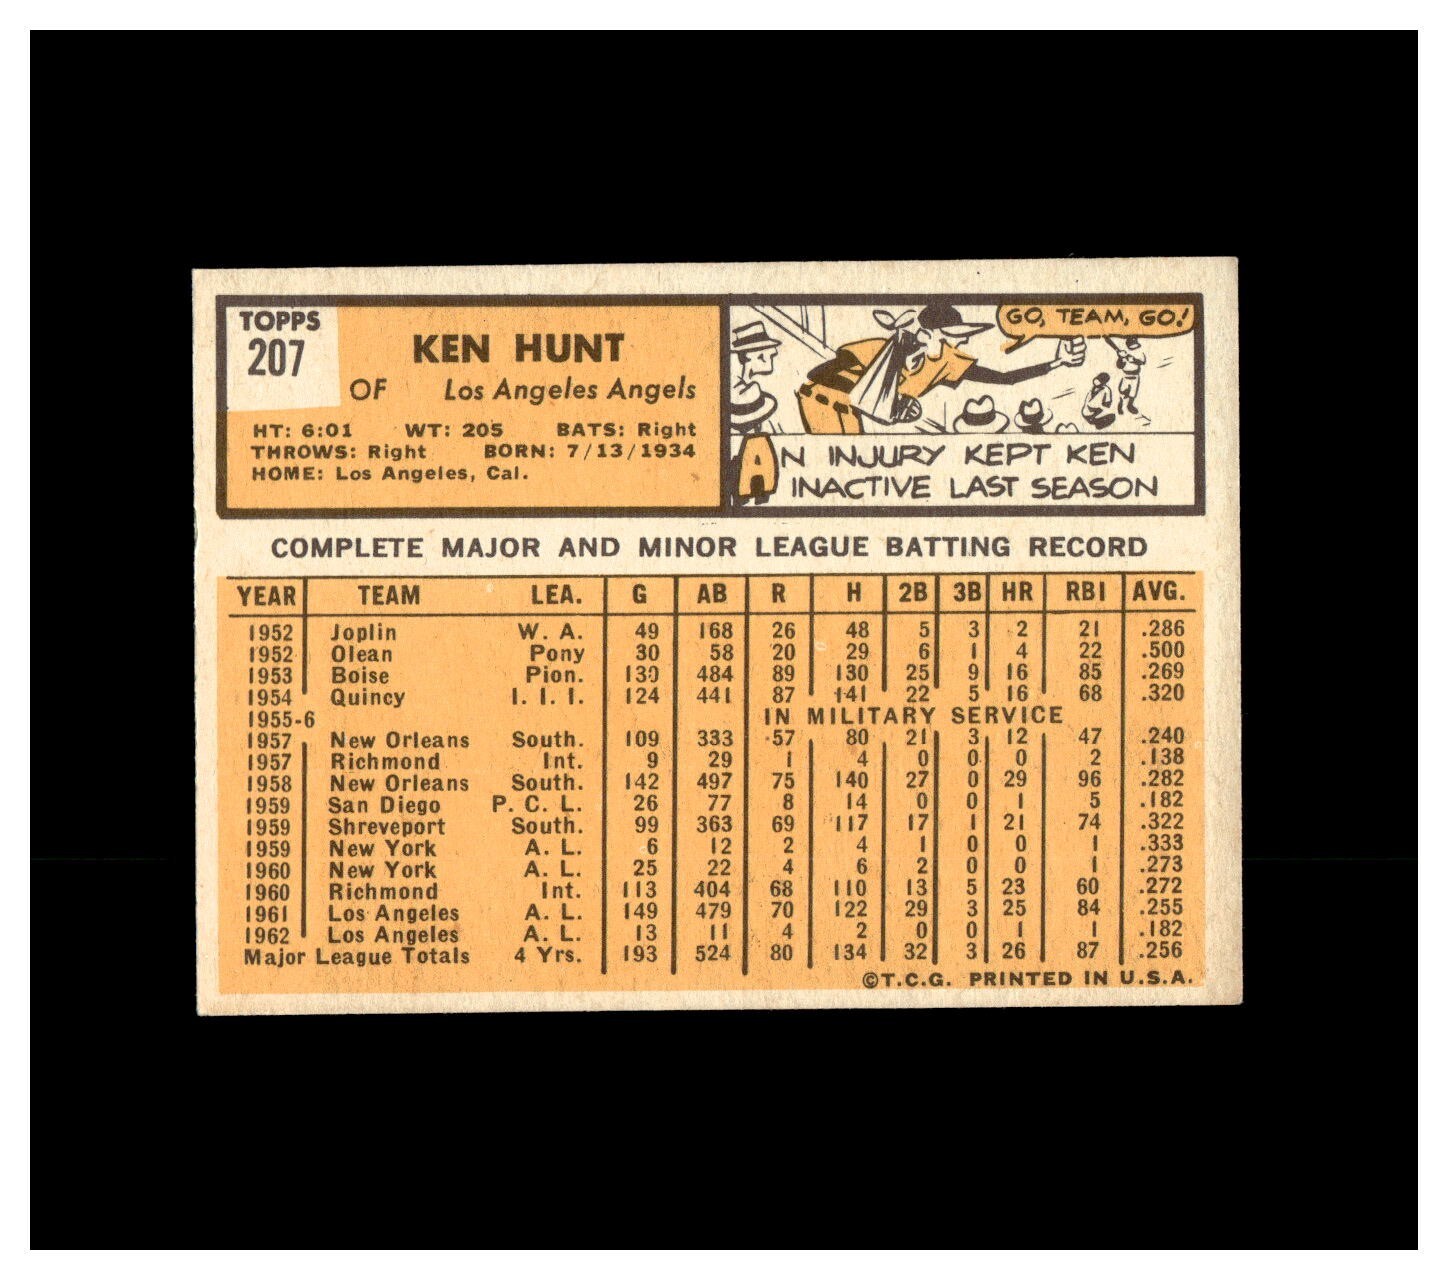 TOPPS
207
KEN HUNT
OF Los Angeles Angels
HT: 6:01 WT: 205 BATS: Right
THROWS: Right BORN: 7/13/1934
HOME: Los Angeles, Cal.
GO, TEAM, GO!
AN INJURY KEPT KEN
INACTIVE LAST SEASON
COMPLETE MAJOR AND MINOR LEAGUE BATTING RECORD
YEAR TEAM LEA. G AB R H 2B 3B HR RBI AVG.
1952 Joplin W. A. 49 168 26 48 5 3 2 21 .286
1952 Olean Pony 30 58 20 29 6 1 4 22 .500
1953 Boise Pion. 130 484 89 130 25 9 16 85 .269
1954 Quincy I. I. I. 124 441 87 141 22 5 16 68 .320
1955-6 IN MILITARY SERVICE
1957 New Orleans South. 109 333 57 80 21 3 12 47 .240
1957 Richmond Int. 9 29 1 4 0 0 0 2 .138
1958 New Orleans South. 142 497 75 140 27 0 29 96 .282
1959 San Diego P. C. L. 26 77 8 14 0 0 1 5 .182
1959 Shreveport South. 99 363 69 117 17 1 21 74 .322
1959 New York A. L. 6 12 2 4 1 0 0 1 .333
1960 New York A. L. 25 22 4 6 2 0 0 1 .273
1960 Richmond Int. 113 404 68 110 13 5 23 60 .272
1961 Los Angeles A. L. 149 479 70 122 29 3 25 84 .255
1962 Los Angeles A. L. 13 11 4 2 0 0 1 1 .182
Major League Totals 4 Yrs. 193 524 80 134 32 3 26 87 .256
©T.C.G. PRINTED IN U.S.A.